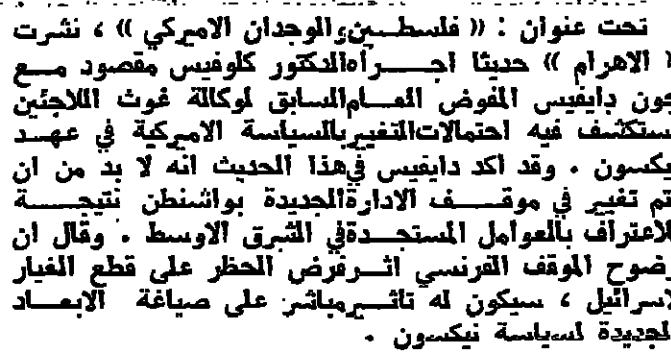 تحت عنوان : (( فلسطين والوجدان الاميركي )) ، نشرت
(( الاهرام )) حديثا اجراه الدكتور كلوفيس مقصود مع
جون دايفيس المفوض العام السابق لوكالة غوث اللاجئين
يستكشف فيه احتمالات التغيير بالسياسة الاميركية في عهد
نيكسون . وقد اكد دايفيس في هذا الحديث انه لا بد من ان
يتم تغيير في موقف الادارة الجديدة بواشنطن نتيجة
للاعتراف بالعوامل المستجدة في الشرق الاوسط . وقال ان
وضوح الموقف الفرنسي اثر فرض الحظر على قطع الغيار
لاسرائيل ، سيكون له تاثير مباشر على صياغة الابعاد
الجديدة لسياسة نيكسون .